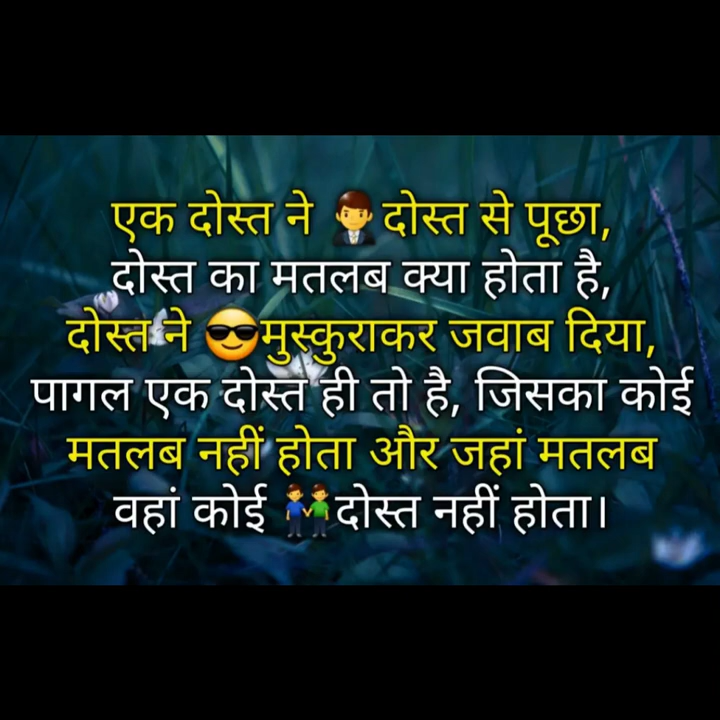 एक दोस्त ने 👨‍💼 दोस्त से पूछा,
दोस्त का मतलब क्या होता है,
दोस्त ने 😎मुस्कुराकर जवाब दिया,
पागल एक दोस्त ही तो है, जिसका कोई
मतलब नहीं होता और जहां मतलब
वहां कोई 👬दोस्त नहीं होता।